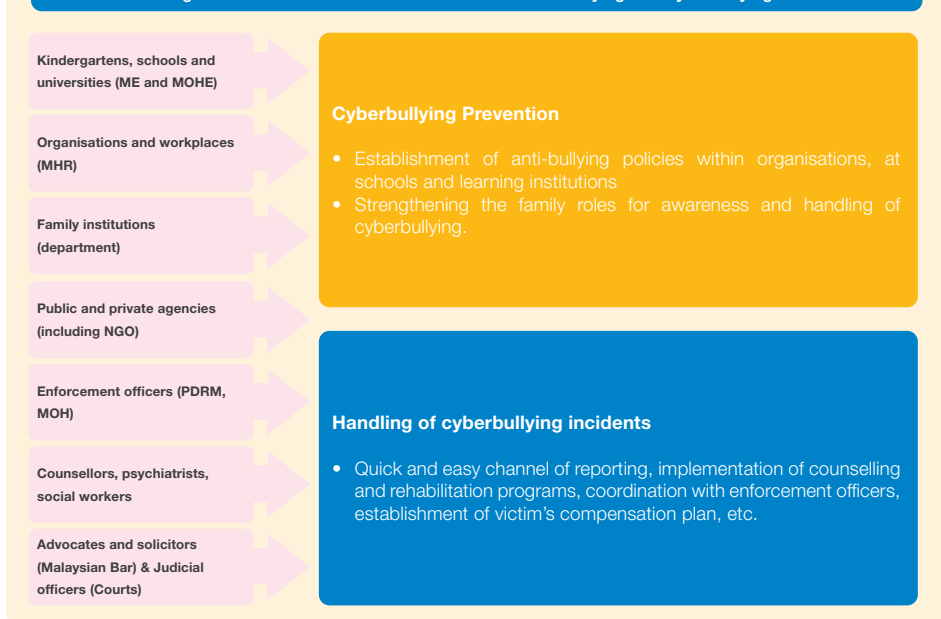 Kindergartens, schools and
universities (ME and MOHE)
Organisations and workplaces
(MHR)
Family institutions
(department)
Public and private agencies
(including NGO)
Enforcement officers (PDRM,
MOH)
Counsellors, psychiatrists,
social workers
Advocates and solicitors
(Malaysian Bar) & Judicial
officers (Courts)
Cyberbullying Prevention
• Establishment of anti-bullying policies within organisations, at
schools and learning institutions
• Strengthening the family roles for awareness and handling of
cyberbullying.
Handling of cyberbullying incidents
• Quick and easy channel of reporting, implementation of counselling
and rehabilitation programs, coordination with enforcement officers,
establishment of victim's compensation plan, etc.